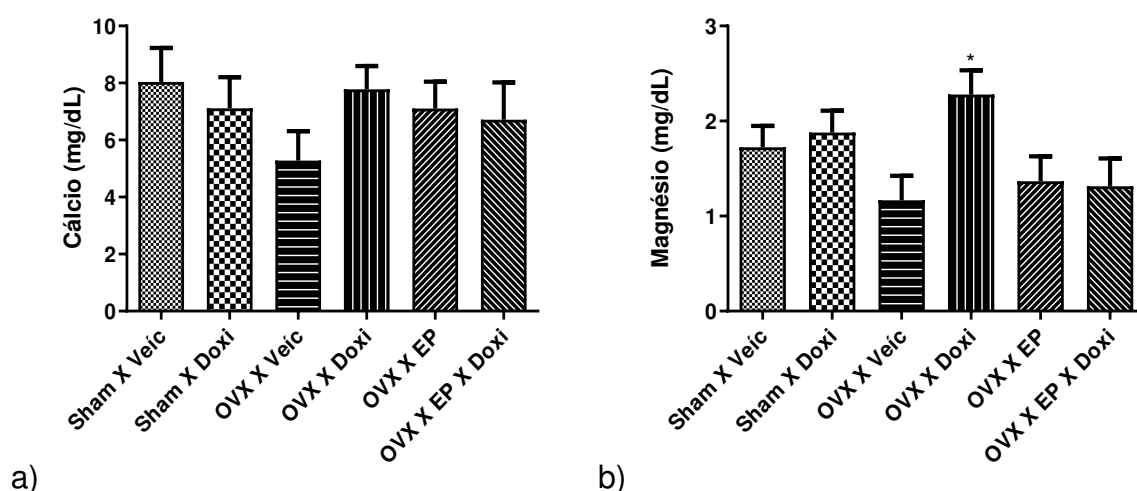 10
8
6
4
2
0
Cálcio (mg/dL)
Sham X Veíc
Sham X Doxi
OVX X Veíc
OVX X Doxi
OVX X EP
OVX X EP X Doxi
a)
3
2
1
0
Magnésio (mg/dL)
*
Sham X Veíc
Sham X Doxi
OVX X Veíc
OVX X Doxi
OVX X EP
OVX X EP X Doxi
b)